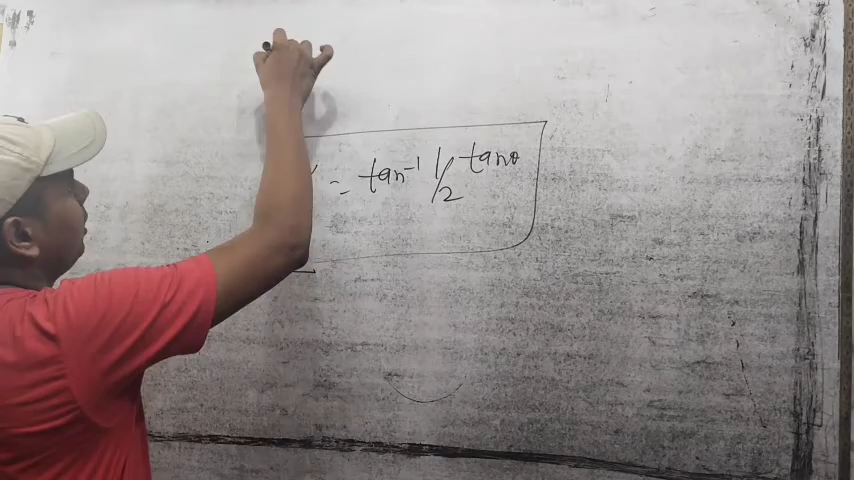 = tan⁻¹ 1/2 tanθ